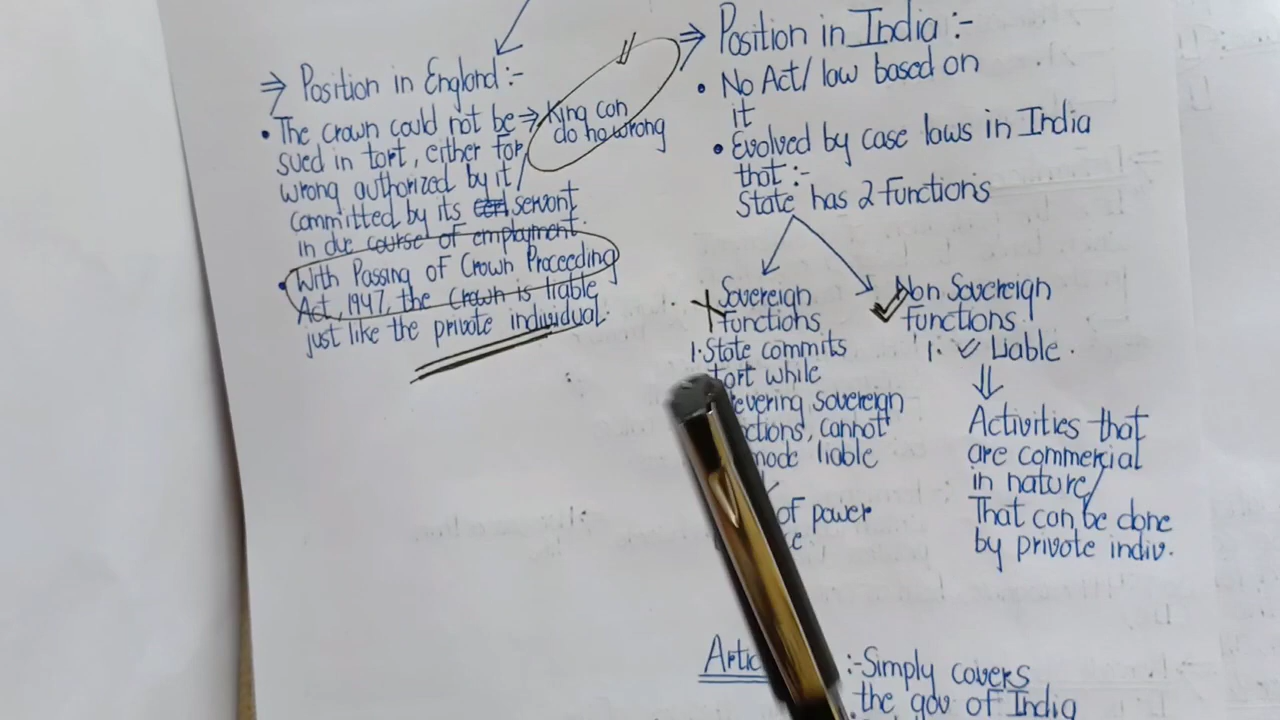 ⇒ Position in England:-
• The crown could not be ⇒ King can
do no wrong
sued in tort, either for
wrong authorized by it /
committed by its servant
in due course of employment.
• With Passing of Crown Proceeding
Act, 1947, the Crown is liable
just like the private individual.
⇒ Position in India :-
• No Act/ law based on
it
• Evolved by case laws in India
that :-
State has 2 functions
Sovereign
functions
1. State commits
tort while
sovereign
cannot
liable
of power
Non Sovereign
functions
1. ✓ Liable.
Activities that
are commercial
in nature/
That can be done
by private indiv.
:-Simply covers
the gov of India